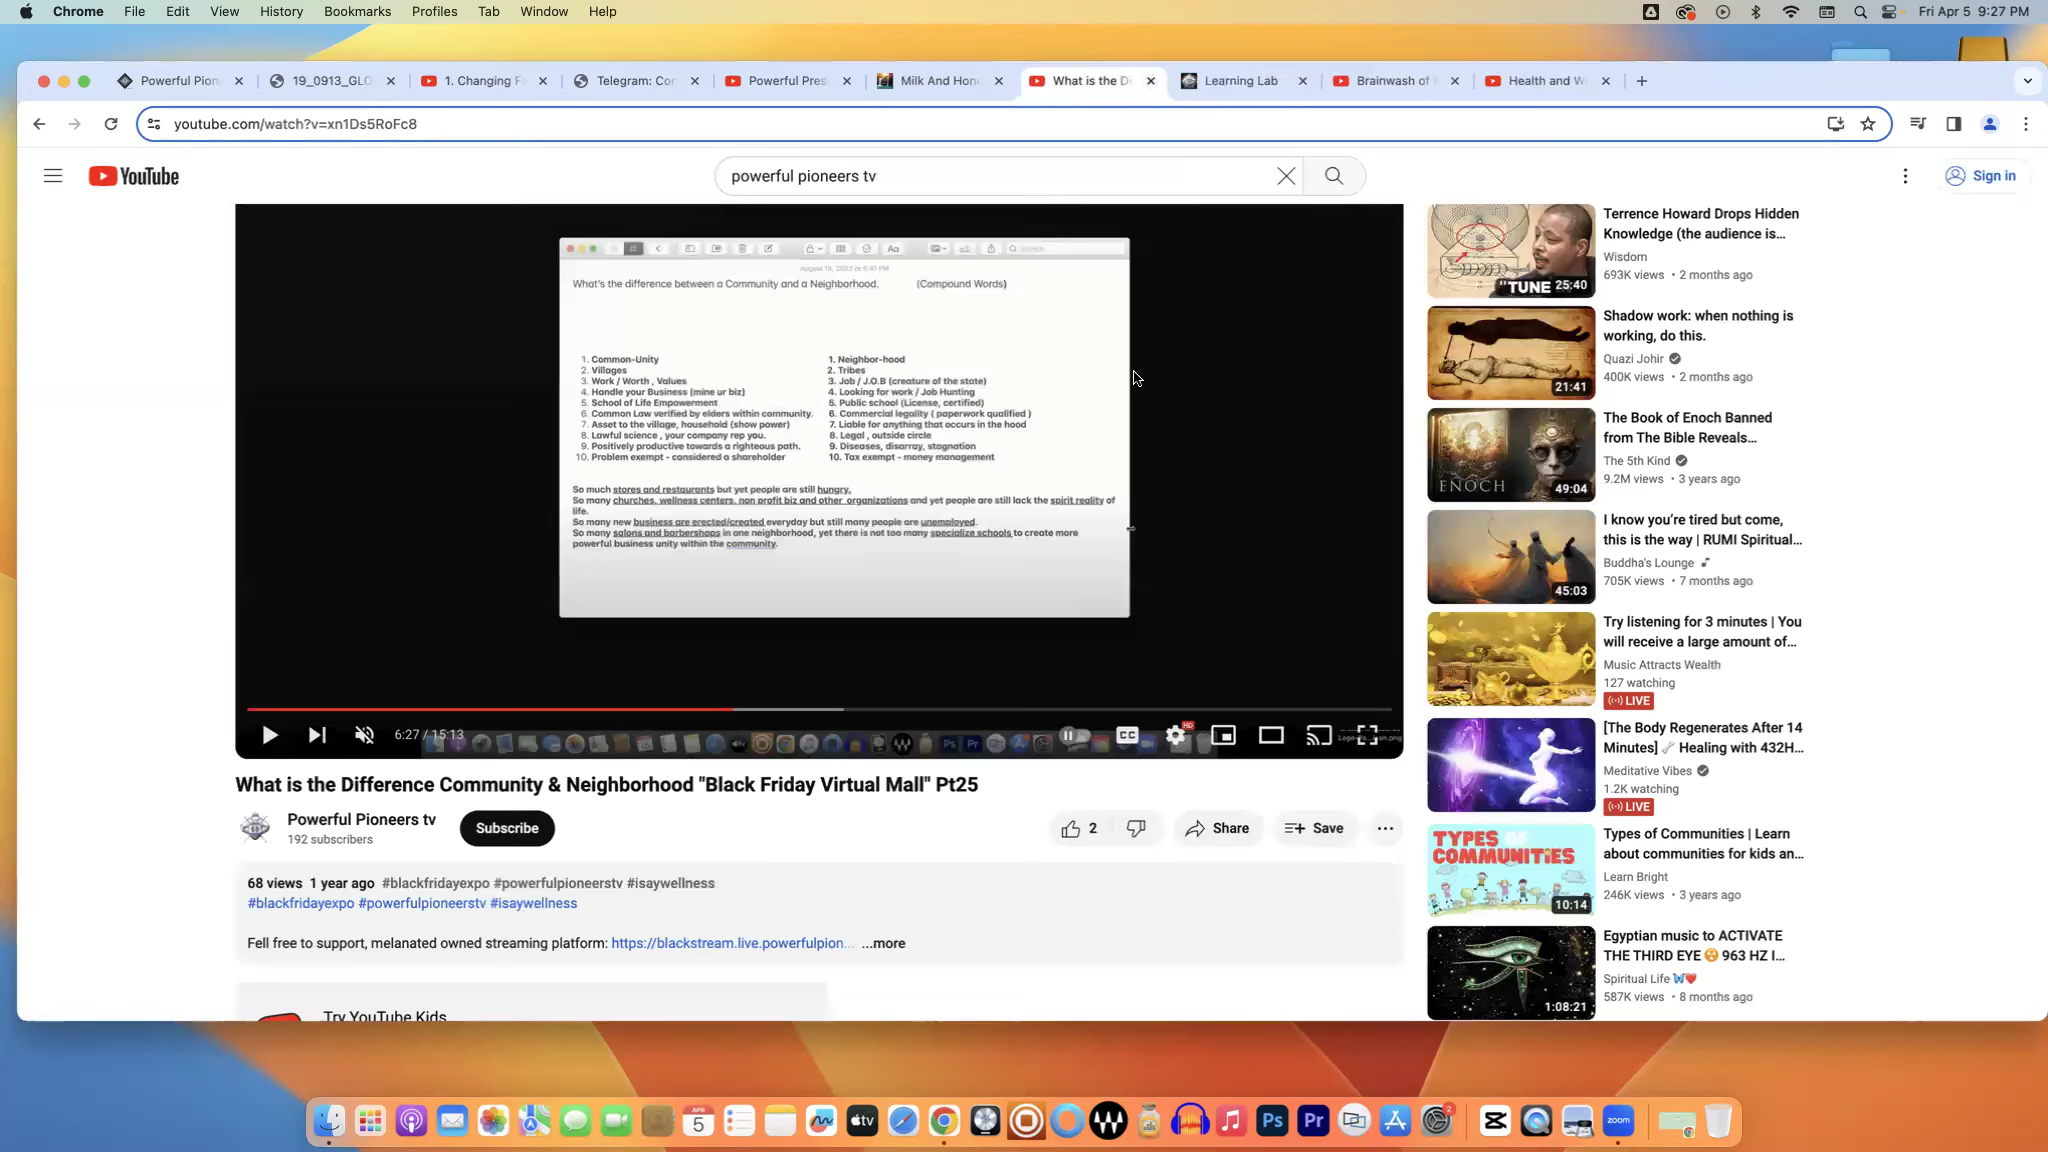 Chrome File Edit View History Bookmarks Profiles Tab Window Help
Fri Apr 5 9:27 PM
Powerful Pion
19_0913_GLO
1. Changing F
Telegram: Con
Powerful Pres
Milk And Hone
What is the D
Learning Lab
Brainwash of
Health and W
youtube.com/watch?v=xn1Ds5RoFc8
YouTube
powerful pioneers tv
Sign in
August 15, 2023 at 6:41 PM
What's the difference between a Community and a Neighborhood. (Compound Words)
1. Common-Unity
2. Villages
3. Work / Worth , Values
4. Handle your Business (mine ur biz)
5. School of Life Empowerment
6. Common Law verified by elders within community.
7. Asset to the village, household (show power)
8. Lawful science , your company rep you.
9. Positively productive towards a righteous path.
10. Problem exempt - considered a shareholder
1. Neighbor-hood
2. Tribes
3. Job / J.O.B (creature of the state)
4. Looking for work / Job Hunting
5. Public school (License, certified)
6. Commercial legality ( paperwork qualified )
7. Liable for anything that occurs in the hood
8. Legal , outside circle
9. Diseases, disarray, stagnation
10. Tax exempt - money management
So much stores and restaurants but yet people are still hungry.
So many churches, wellness centers, non profit biz and other organizations and yet people are still lack the spirit reality of
life.
So many new business are erected/created everyday but still many people are unemployed.
So many salons and barbershops in one neighborhood, yet there is not too many specialize schools to create more
powerful business unity within the community.
6:27 / 15:13
CC
HD
What is the Difference Community & Neighborhood "Black Friday Virtual Mall" Pt25
Powerful Pioneers tv
192 subscribers
Subscribe
2
Share
Save
68 views 1 year ago #blackfridayexpo #powerfulpioneerstv #isaywellness
#blackfridayexpo #powerfulpioneerstv #isaywellness
Fell free to support, melanated owned streaming platform: https://blackstream.live.powerfulpion... ...more
Try YouTube Kids
"TUNE
25:40
Terrence Howard Drops Hidden
Knowledge (the audience is...
Wisdom
693K views • 2 months ago
21:41
Shadow work: when nothing is
working, do this.
Quazi Johir
400K views • 2 months ago
ENOCH
49:04
The Book of Enoch Banned
from The Bible Reveals...
The 5th Kind
9.2M views • 3 years ago
45:03
I know you're tired but come,
this is the way | RUMI Spiritual...
Buddha's Lounge
705K views • 7 months ago
Try listening for 3 minutes | You
will receive a large amount of...
Music Attracts Wealth
127 watching
LIVE
[The Body Regenerates After 14
Minutes] Healing with 432H...
Meditative Vibes
1.2K watching
LIVE
TYPES OF
COMMUNITIES
10:14
Types of Communities | Learn
about communities for kids an...
Learn Bright
246K views • 3 years ago
1:08:21
Egyptian music to ACTIVATE
THE THIRD EYE 963 HZ I...
Spiritual Life
587K views • 8 months ago
APR
5
tv
Ps
Pr
2
zoom